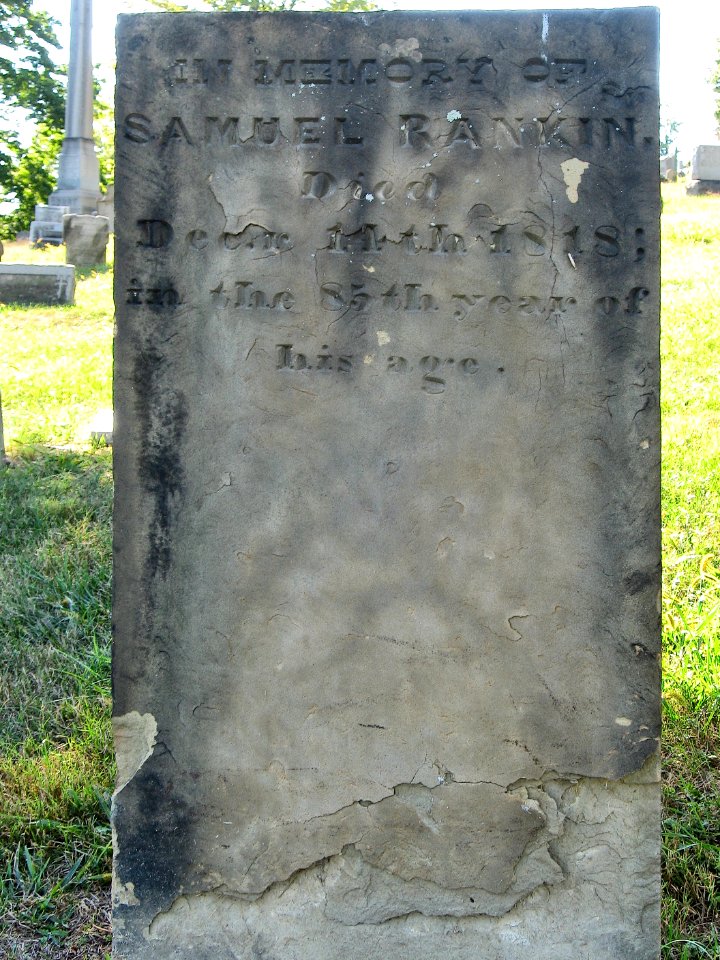 IN MEMORY OF
SAMUEL RANKIN.
Died
Decr. 14th 1818;
in the 85th year of
his age.